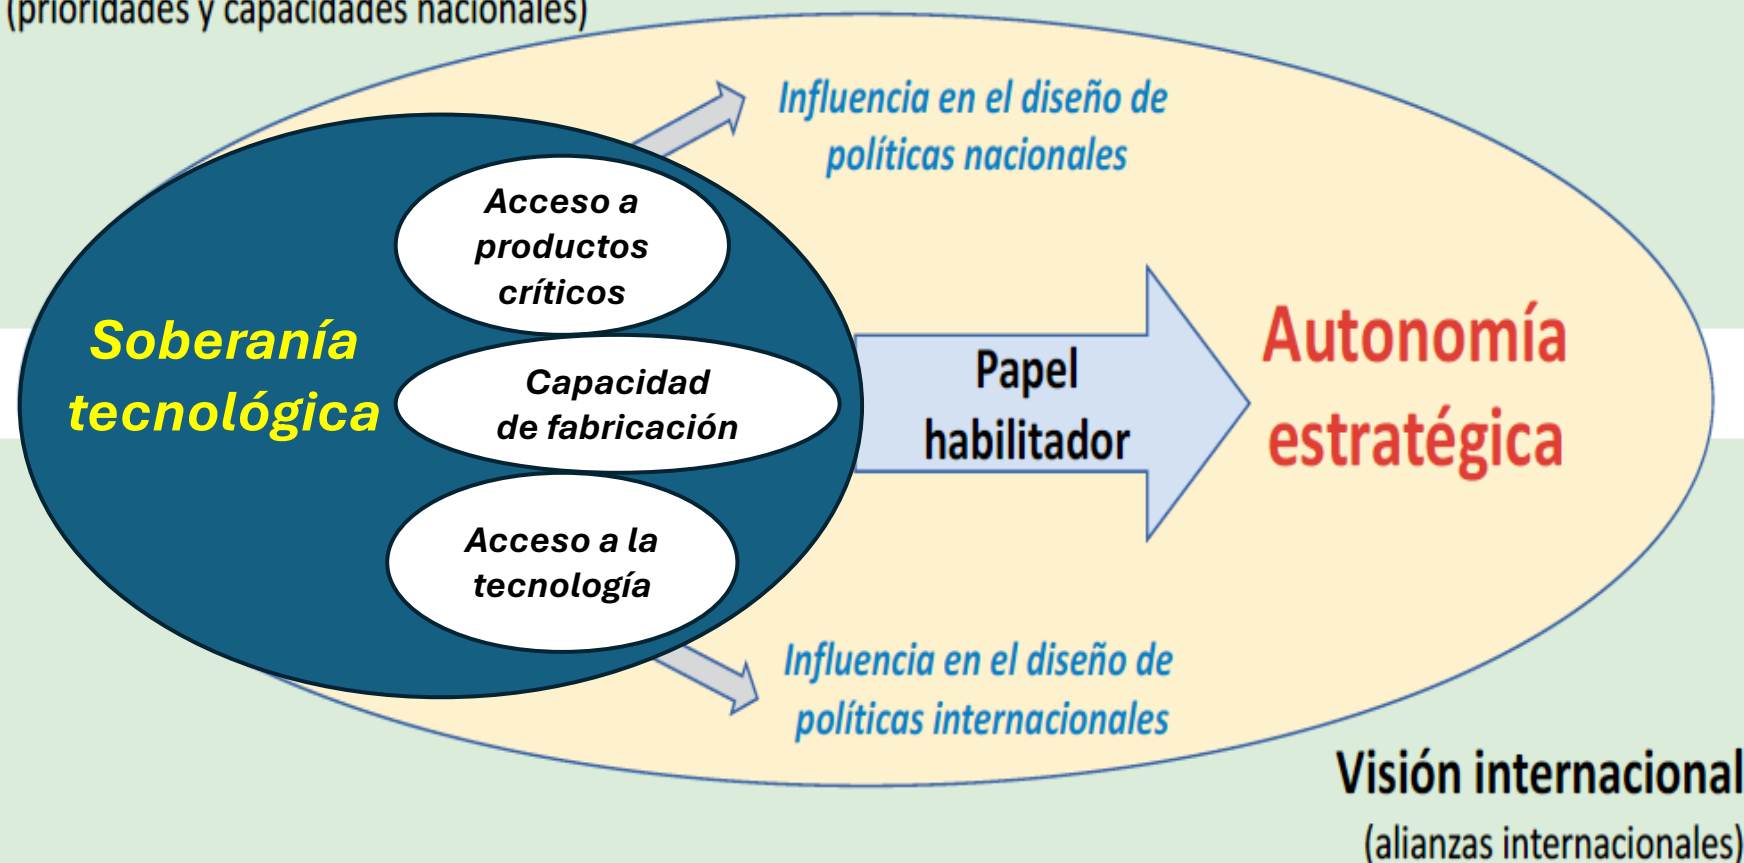 (prioridades y capacidades nacionales)
Influencia en el diseño de
políticas nacionales
Acceso a
productos
críticos
Soberanía
tecnológica
Capacidad
de fabricación
Papel
habilitador
Autonomía
estratégica
Acceso a la
tecnología
Influencia en el diseño de
políticas internacionales
Visión internacional
(alianzas internacionales)